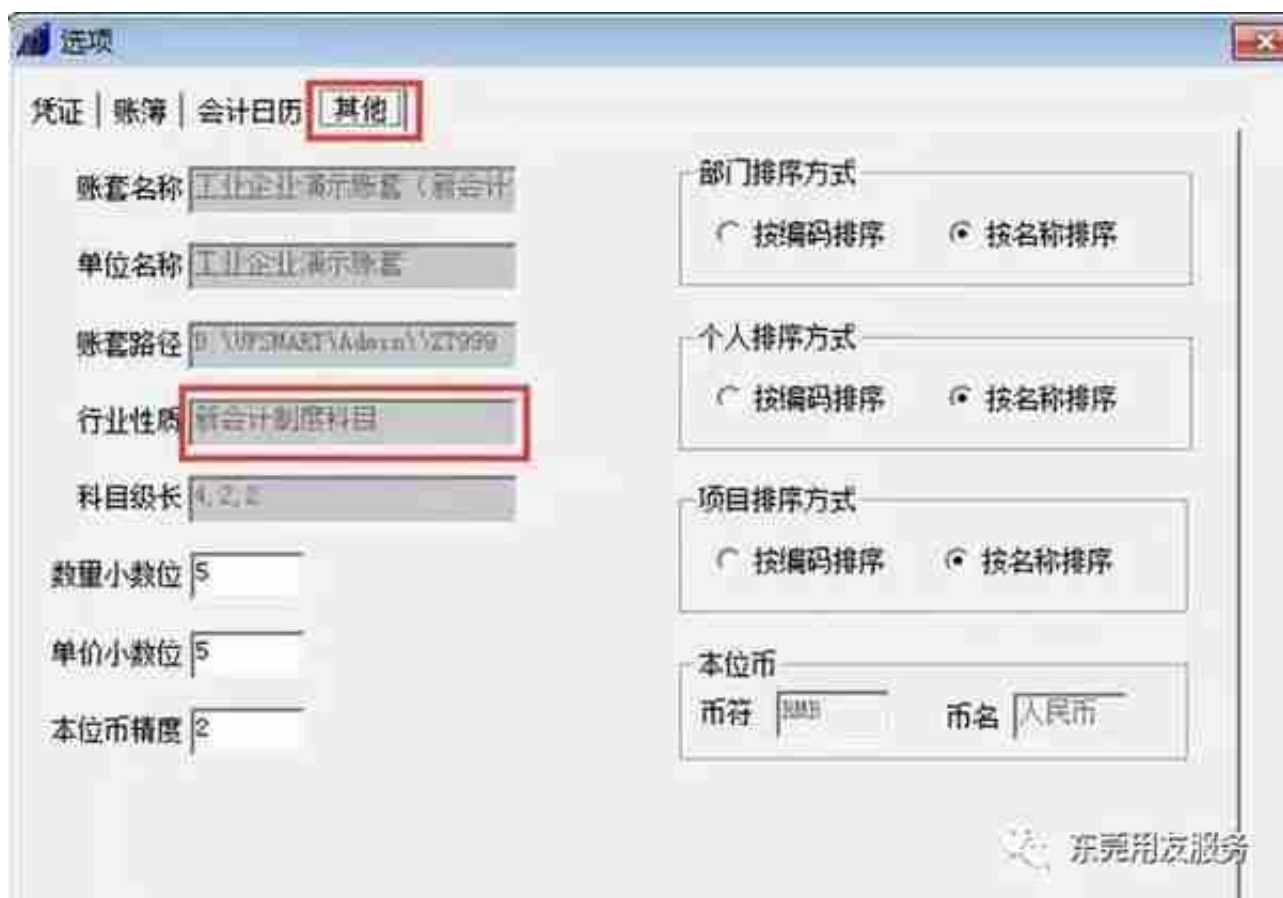 选项
凭证 账簿 会计日历 其他
账套名称 工业企业演示账套（新会计
单位名称 工业企业演示账套
账套路径 D:\UFSMART\Admin\\ZT999
行业性质 新会计制度科目
科目级长 4,2,2
数量小数位 5
单价小数位 5
本位币精度 2
部门排序方式
按编码排序 按名称排序
个人排序方式
按编码排序 按名称排序
项目排序方式
按编码排序 按名称排序
本位币
币符 RMB 币名 人民币
东莞用友服务